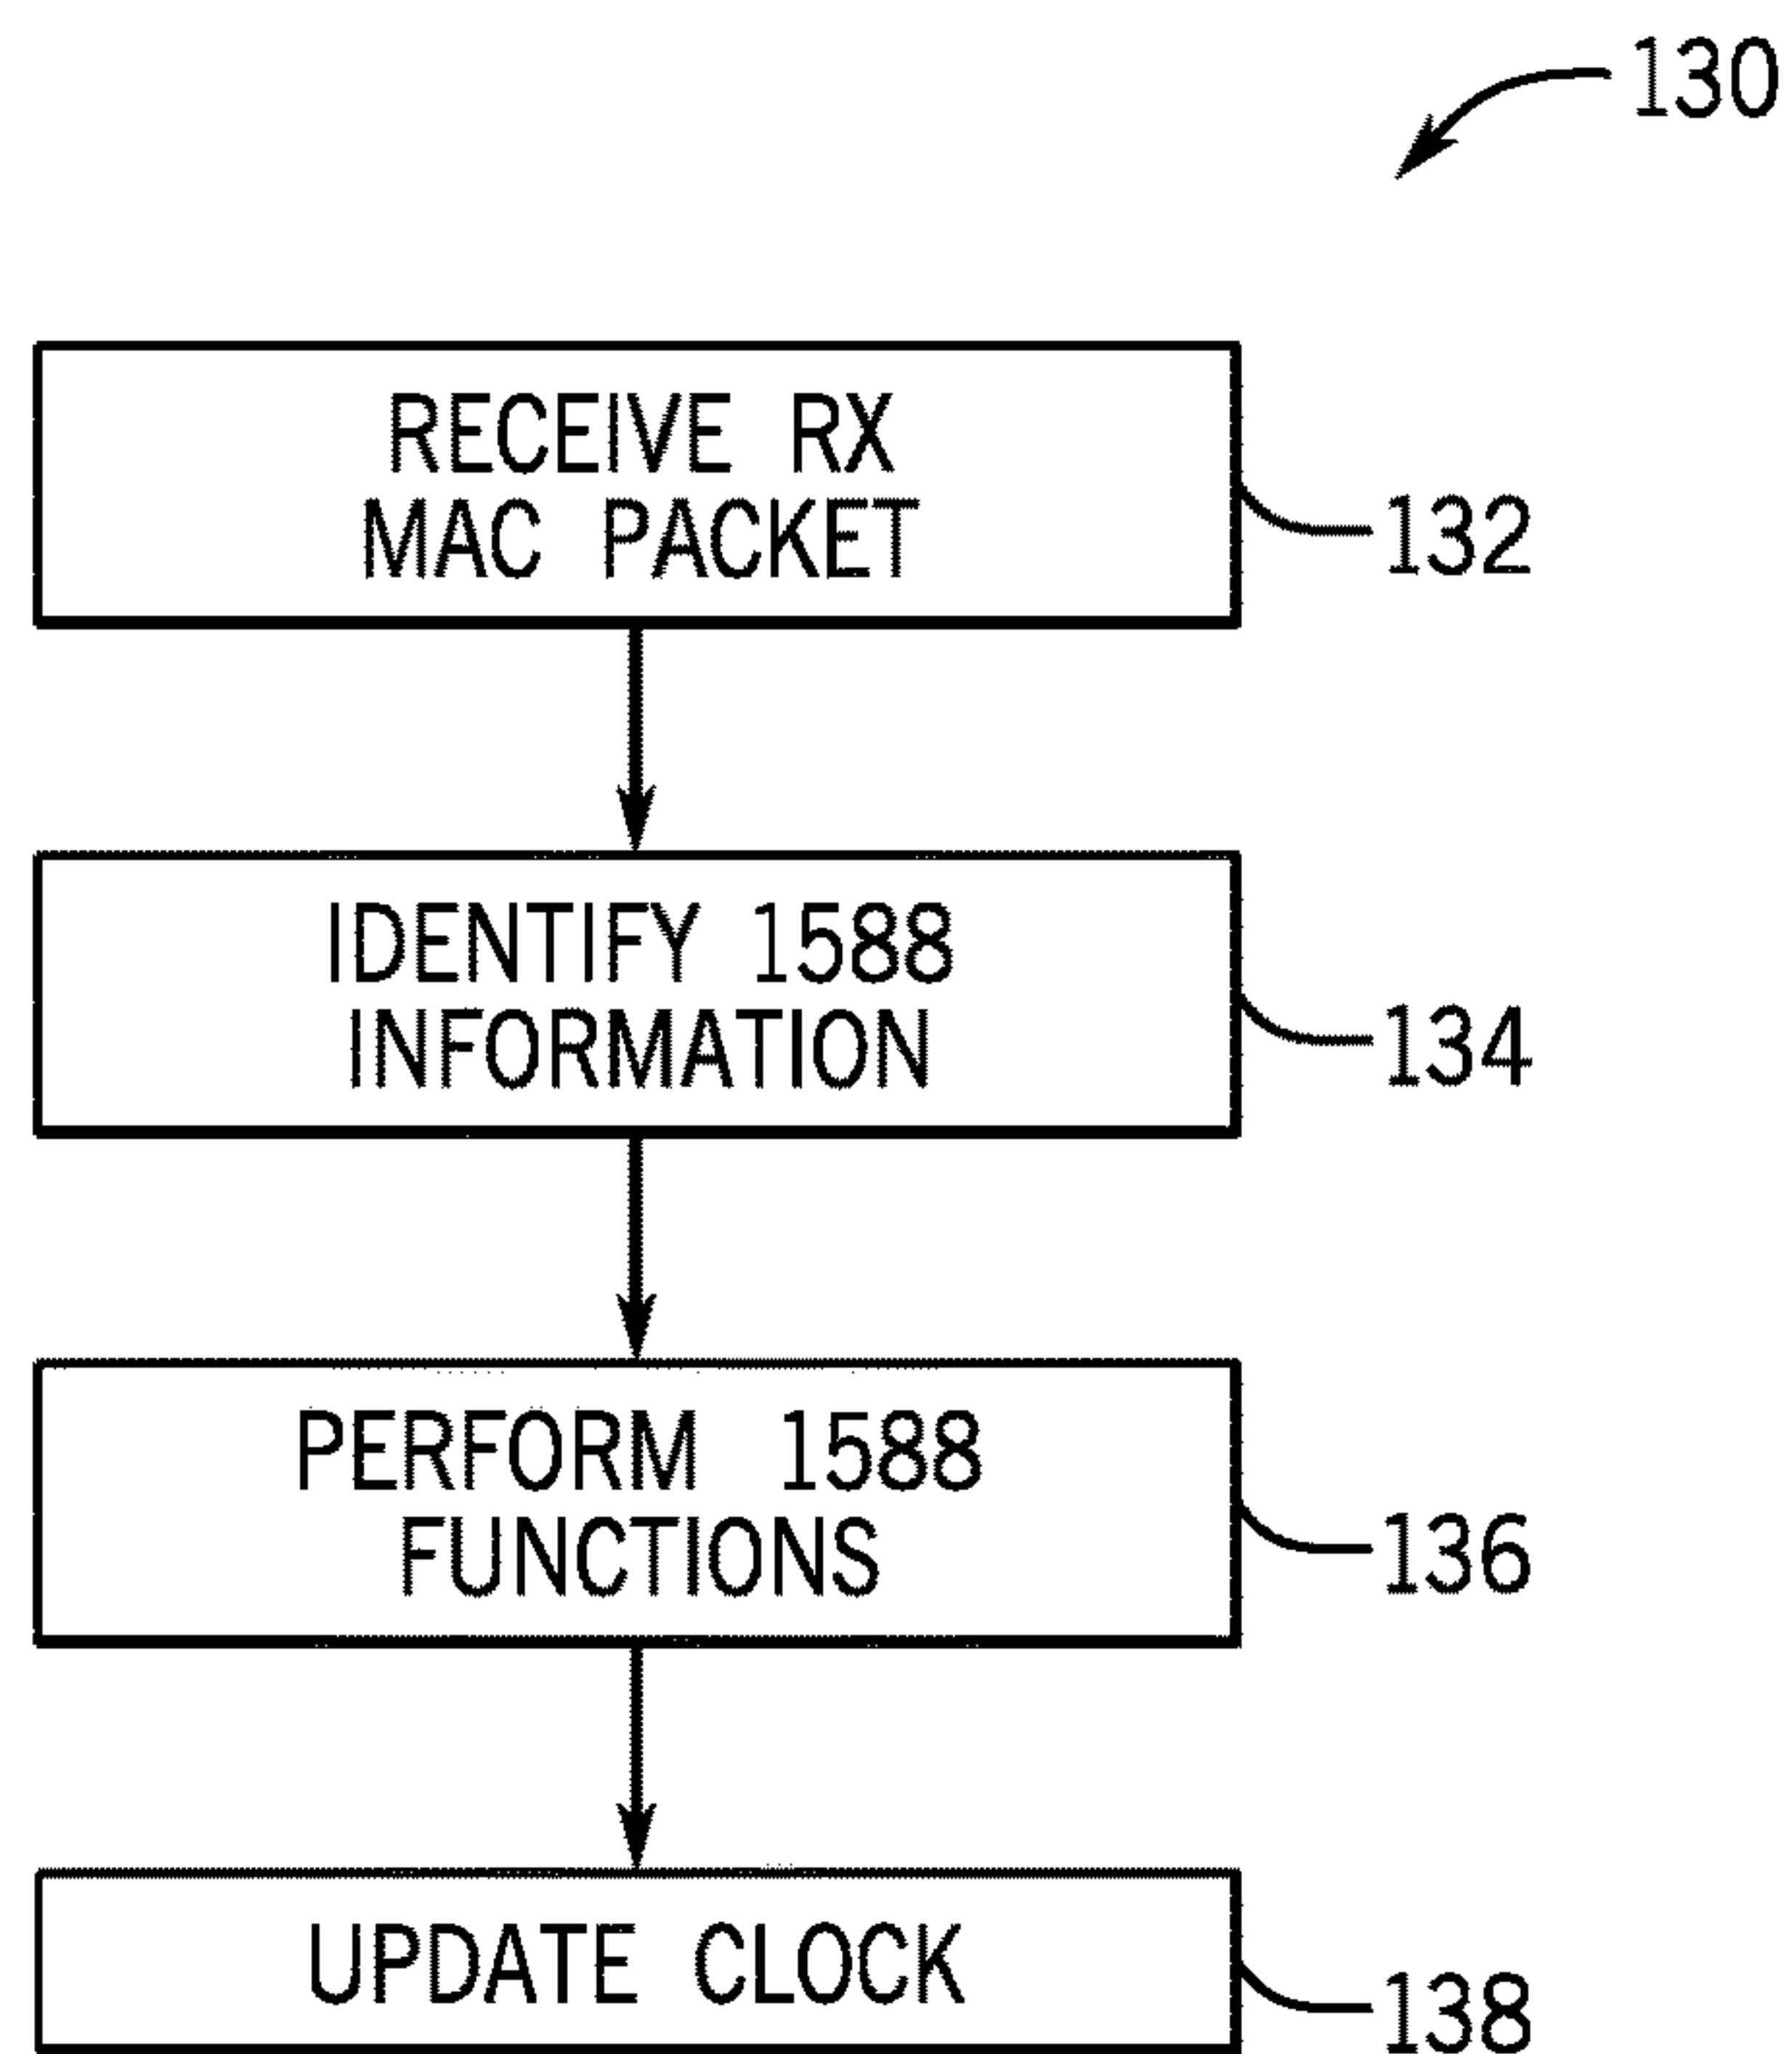 130
RECEIVE RX
MAC PACKET
132
IDENTIFY 1588
INFORMATION
134
PERFORM 1588
FUNCTIONS
136
UPDATE CLOCK
138